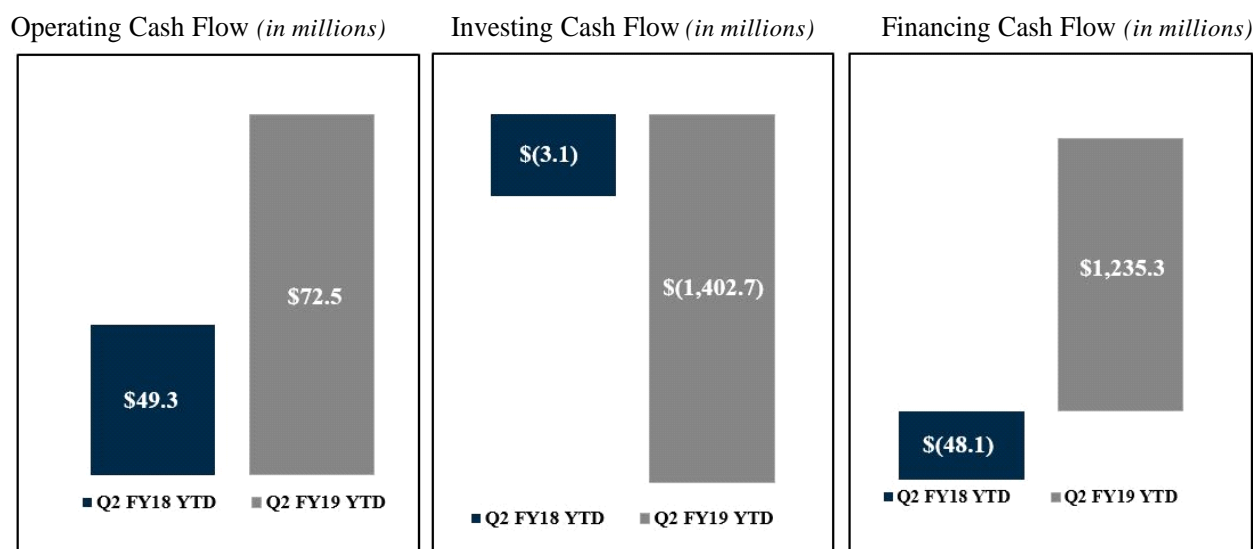 Operating Cash Flow (in millions)
Investing Cash Flow (in millions)
Financing Cash Flow (in millions)
$49.3
$72.5
■ Q2 FY18 YTD ■ Q2 FY19 YTD
$(3.1)
$(1,402.7)
■ Q2 FY18 YTD ■ Q2 FY19 YTD
$(48.1)
$1,235.3
■ Q2 FY18 YTD ■ Q2 FY19 YTD